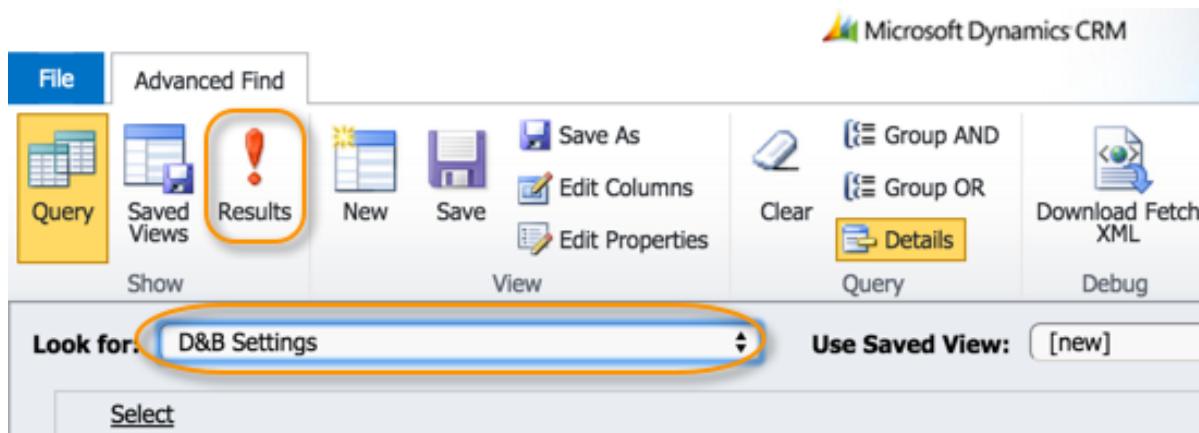 Microsoft Dynamics CRM
File
Advanced Find
Query
Saved
Views
Results
New
Save
Save As
Edit Columns
Edit Properties
Clear
Group AND
Group OR
Details
Download Fetch
XML
Show
View
Query
Debug
Look for:
D&B Settings
Use Saved View:
[new]
Select